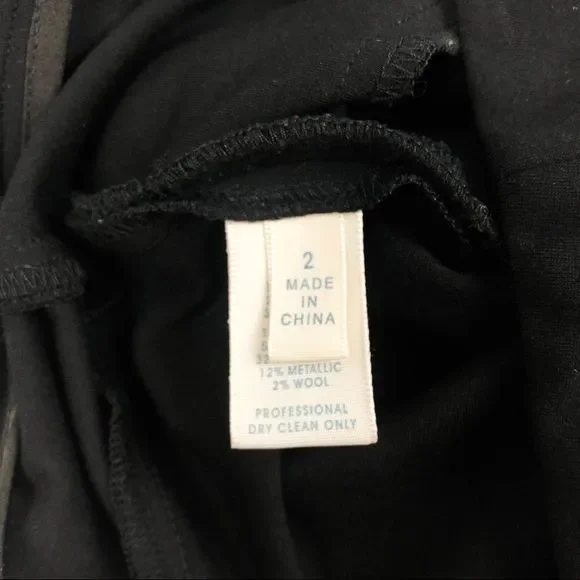 2
MADE
IN
CHINA
12% METALLIC
2% WOOL
PROFESSIONAL
DRY CLEAN ONLY